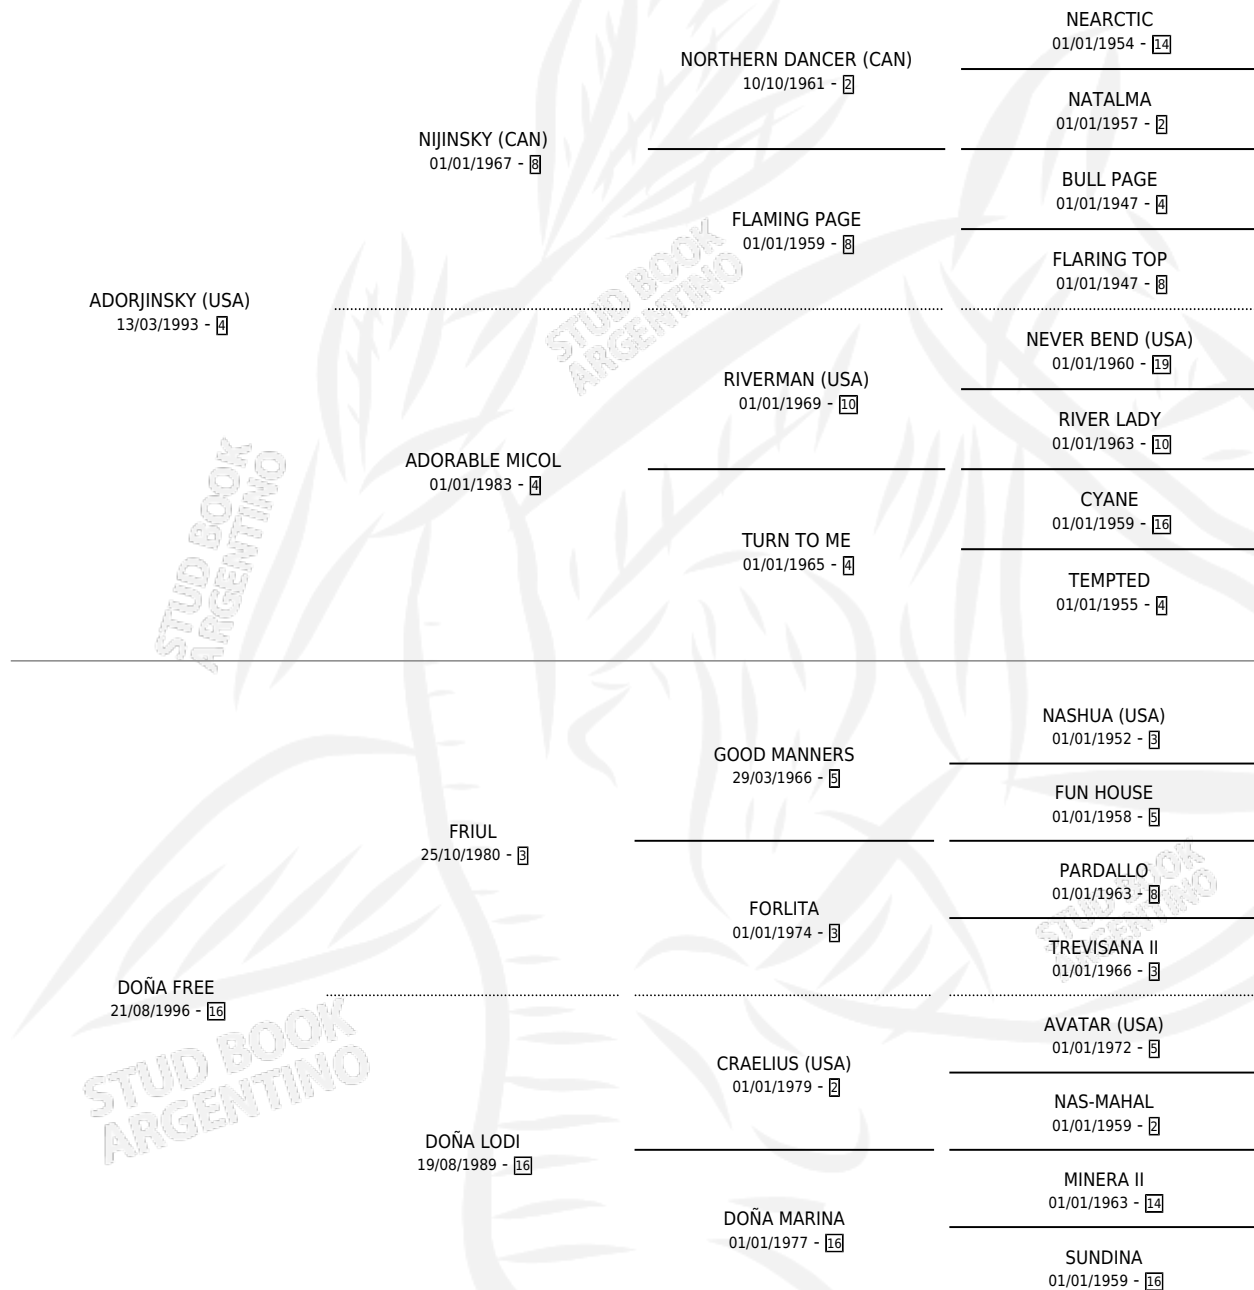 NEARCTIC
01/01/1954 - 14
NORTHERN DANCER (CAN)
10/10/1961 - 2
NATALMA
01/01/1957 - 2
NIJINSKY (CAN)
01/01/1967 - 8
BULL PAGE
01/01/1947 - 4
FLAMING PAGE
01/01/1959 - 8
FLARING TOP
01/01/1947 - 8
ADORJINSKY (USA)
13/03/1993 - 4
NEVER BEND (USA)
01/01/1960 - 19
RIVERMAN (USA)
01/01/1969 - 10
RIVER LADY
01/01/1963 - 10
ADORABLE MICOL
01/01/1983 - 4
CYANE
01/01/1959 - 16
TURN TO ME
01/01/1965 - 4
TEMPTED
01/01/1955 - 4
STUD BOOK
ARGENTINO
STUD BOOK
ARGENTINO
NASHUA (USA)
01/01/1952 - 3
GOOD MANNERS
29/03/1966 - 5
FUN HOUSE
01/01/1958 - 5
FRIUL
25/10/1980 - 3
PARDALLO
01/01/1963 - 8
FORLITA
01/01/1974 - 3
TREVISANA II
01/01/1966 - 3
DOÑA FREE
21/08/1996 - 16
AVATAR (USA)
01/01/1972 - 5
CRAELIUS (USA)
01/01/1979 - 2
NAS-MAHAL
01/01/1959 - 2
DOÑA LODI
19/08/1989 - 16
MINERA II
01/01/1963 - 14
DOÑA MARINA
01/01/1977 - 16
SUNDINA
01/01/1959 - 16
STUD BOOK
ARGENTINO
STUD BOOK
ARGENTINO